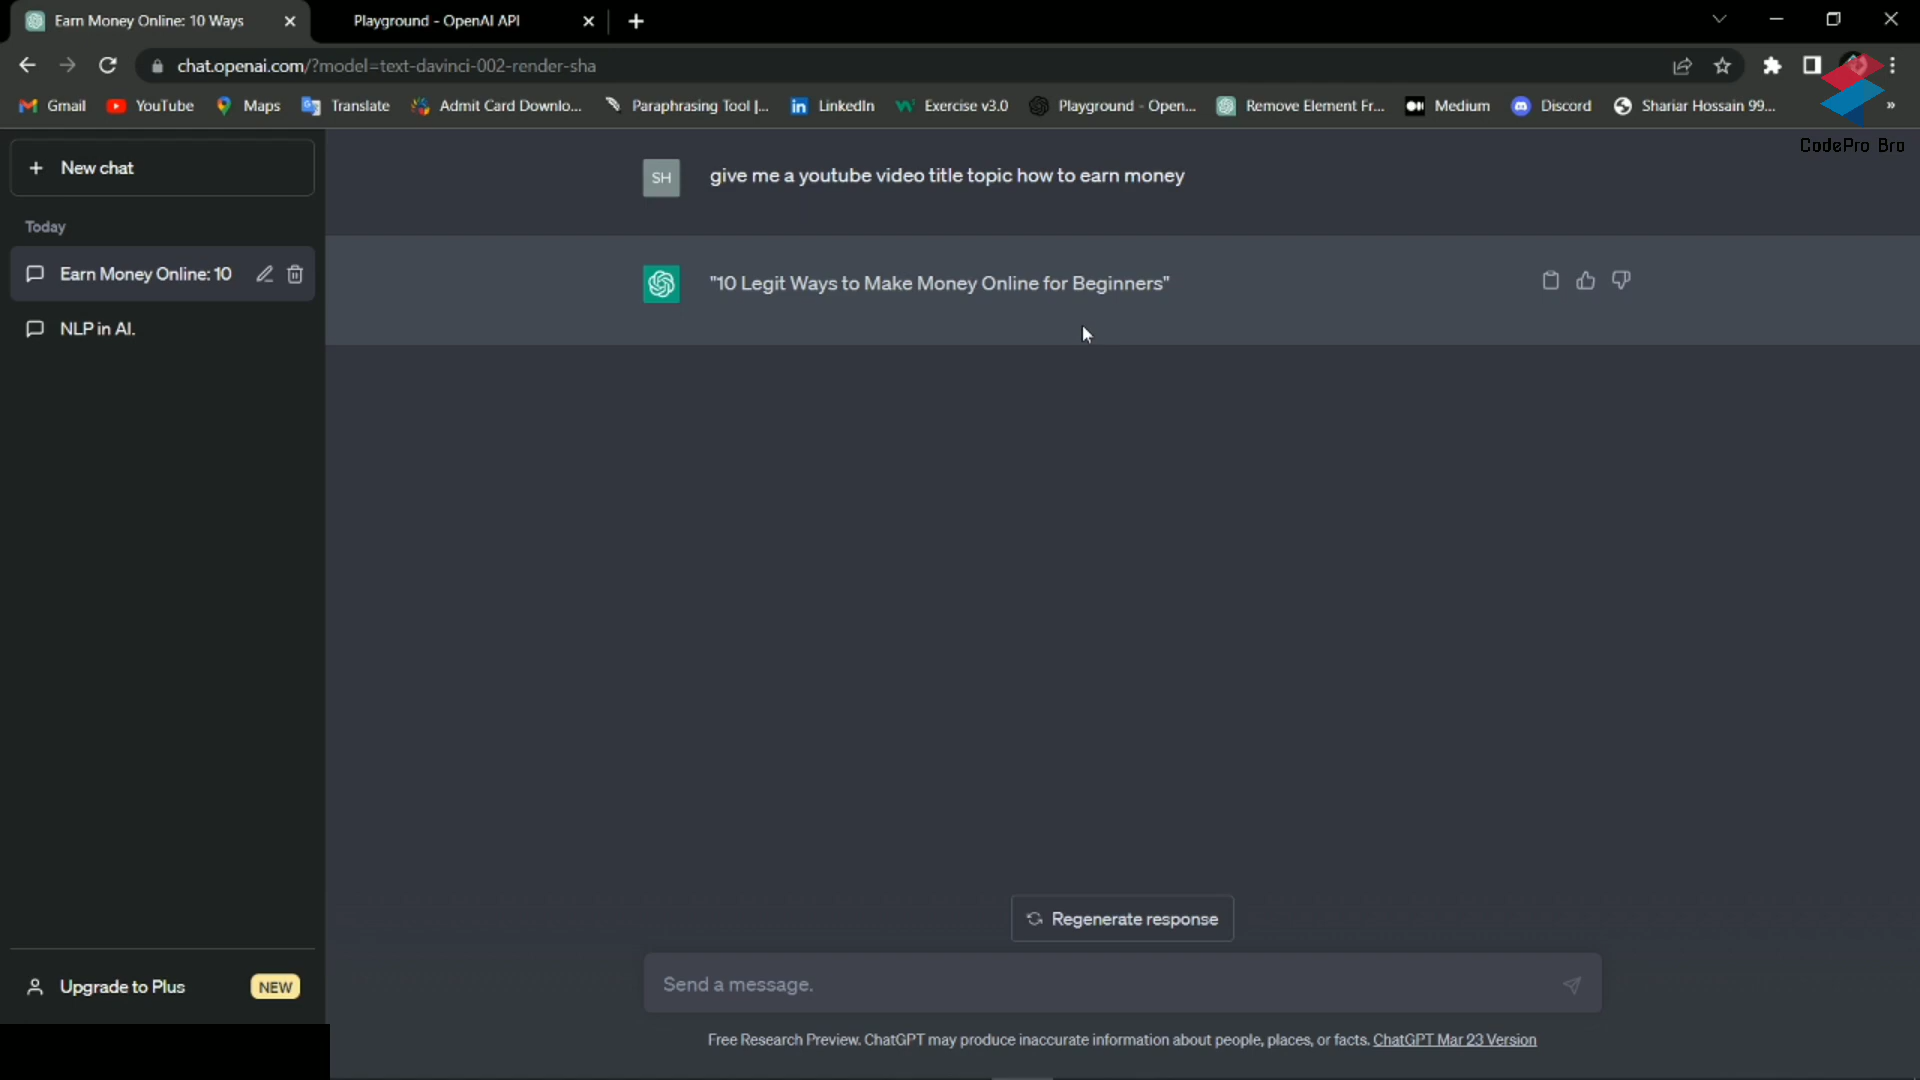 Earn Money Online: 10 Ways
Playground - OpenAI API
chat.openai.com/?model=text-davinci-002-render-sha
Gmail
YouTube
Maps
Translate
Admit Card Downlo...
Paraphrasing Tool |...
LinkedIn
Exercise v3.0
Playground - Open...
Remove Element Fr...
Medium
Discord
Shariar Hossain 99...
»
CodePro Bro
+ New chat
Today
Earn Money Online: 10
NLP in AI.
SH
give me a youtube video title topic how to earn money
"10 Legit Ways to Make Money Online for Beginners"
Regenerate response
Send a message.
Upgrade to Plus
NEW
Free Research Preview. ChatGPT may produce inaccurate information about people, places, or facts. ChatGPT Mar 23 Version